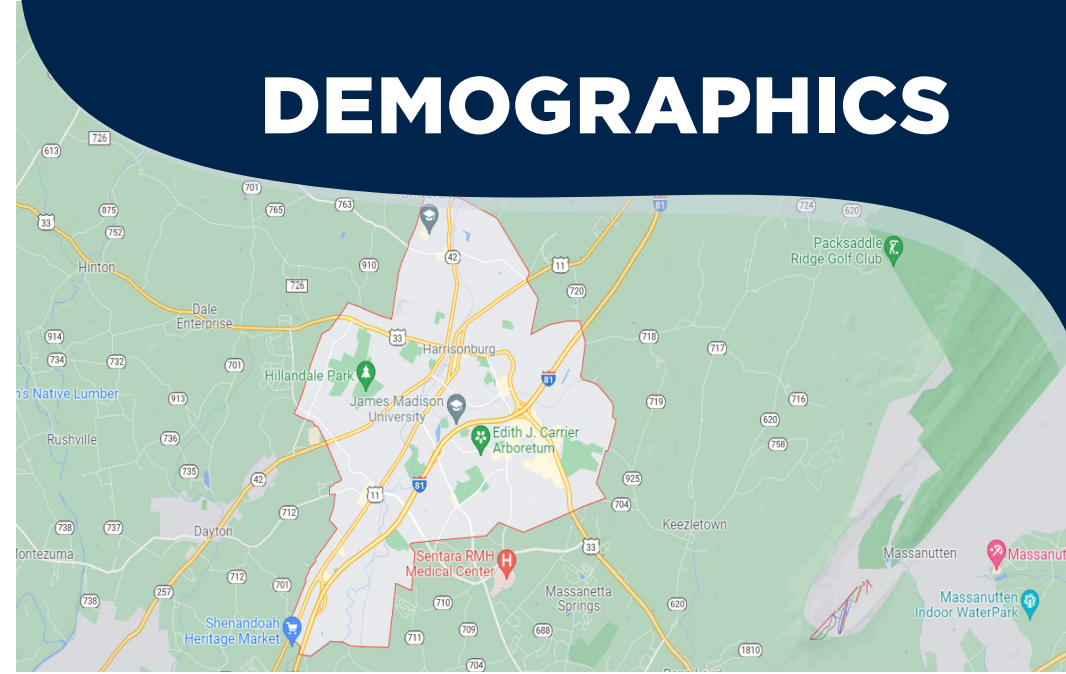 DEMOGRAPHICS
726
613
701
765
763
81
724
620
875
33
752
Packsaddle
Ridge Golf Club
42
11
910
Hinton
726
720
Dale
Enterprise
33
718
914
717
Harrisonburg
734
732
701
Hillandale Park
81
n's Native Lumber
913
James Madison
University
719
716
620
Rushville
736
Edith J. Carrier
Arboretum
758
735
42
81
925
11
704
712
738
737
Dayton
Keezletown
33
Montezuma
Sentara RMH
Medical Center
Massanutten
Massanut
712
701
257
Massanetta
Springs
738
710
620
Massanutten
Indoor WaterPark
Shenandoah
Heritage Market
711
709
688
1810
704